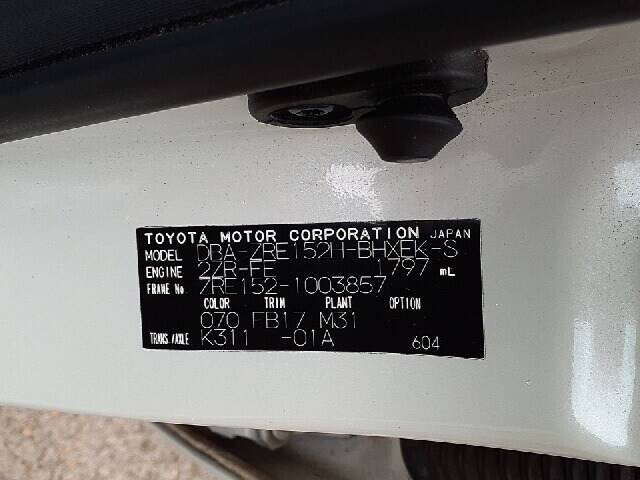 TOYOTA MOTOR CORPORATION JAPAN
MODEL DBA-ZRE152H-BHXEK-S
ENGINE 2ZR-FE 1797 mL
FRAME No. ZRE152-1003857
COLOR TRIM PLANT OPTION
070 FB17 M31
TRANS./AXLE K311 -01A 604